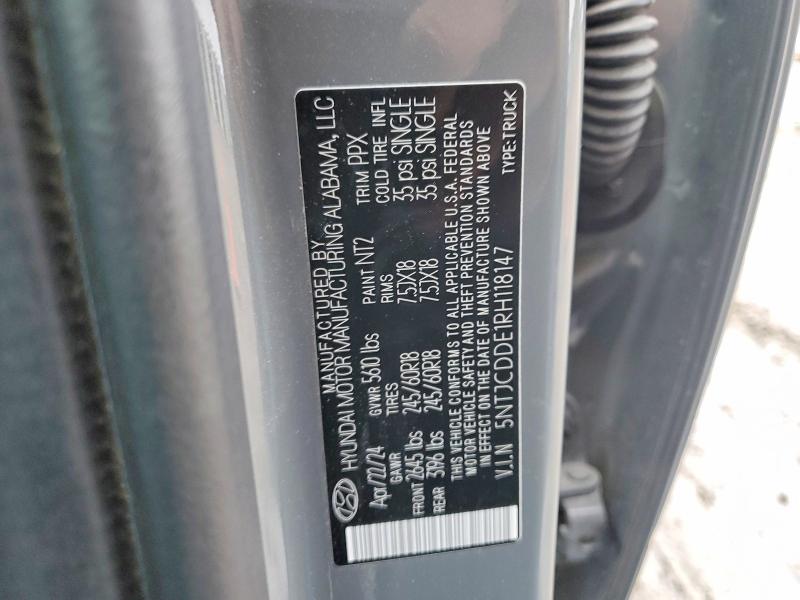 MANUFACTURED BY
HYUNDAI MOTOR MANUFACTURING ALABAMA, LLC
Apr/22/24 GVWR 5610 lbs PAINT NT2 TRIM PPX
GAWR TIRES RIMS COLD TIRE INFL
FRONT 2645 lbs 245/60R18 7.5JX18 35 psi SINGLE
REAR 3196 lbs 245/60R18 7.5JX18 35 psi SINGLE
THIS VEHICLE CONFORMS TO ALL APPLICABLE U.S.A. FEDERAL
MOTOR VEHICLE SAFETY AND THEFT PREVENTION STANDARDS
IN EFFECT ON THE DATE OF MANUFACTURE SHOWN ABOVE
V.I.N 5NTJCDDE1RH118147 TYPE:TRUCK